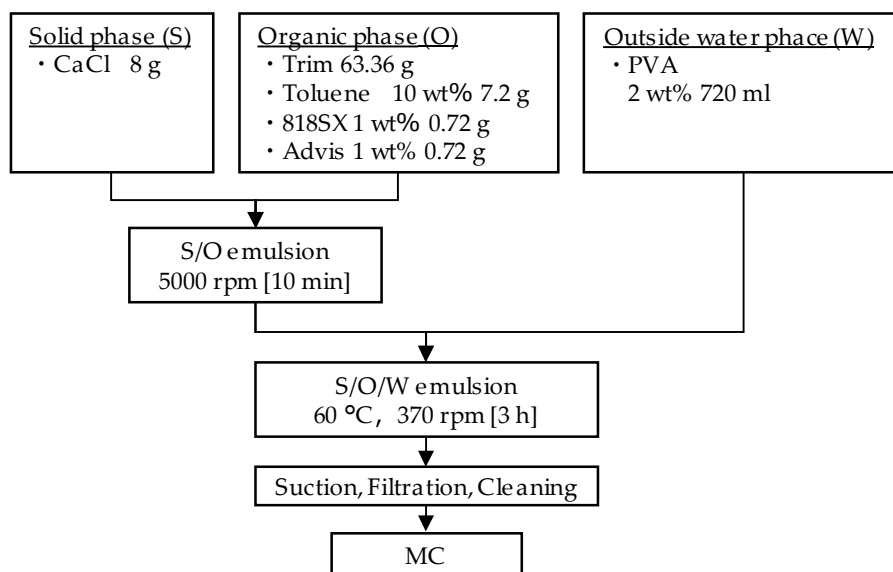 Solid phase (S)
・CaCl 8 g
Organic phase (O)
・Trim 63.36 g
・Toluene 10 wt% 7.2 g
・818SX 1 wt% 0.72 g
・Advis 1 wt% 0.72 g
Outside water phace (W)
・PVA
2 wt% 720 ml
S/O emulsion
5000 rpm [10 min]
S/O/W emulsion
60 °C, 370 rpm [3 h]
Suction, Filtration, Cleaning
MC